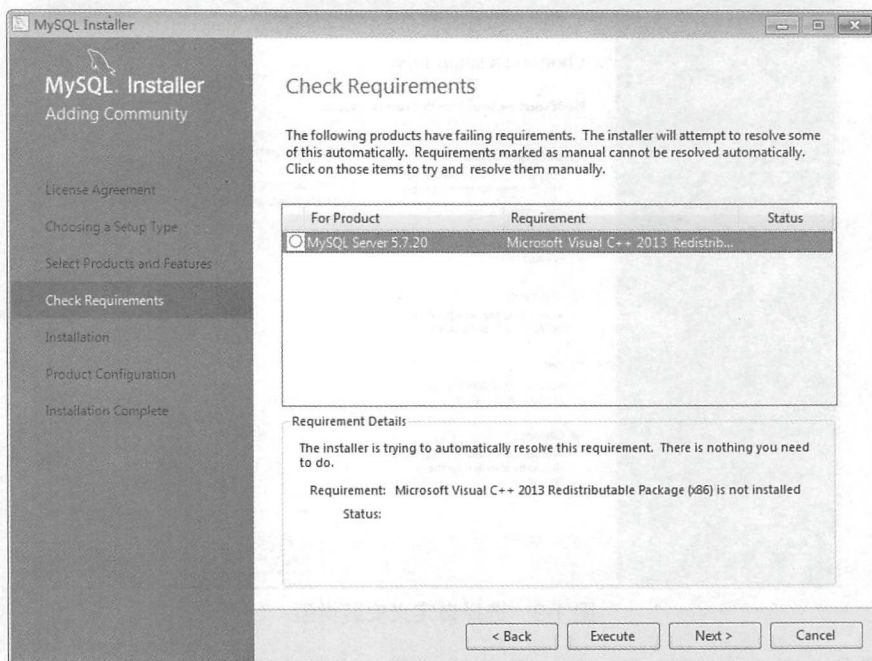 MySQL Installer
MySQL. Installer
Adding Community
License Agreement
Choosing a Setup Type
Select Products and Features
Check Requirements
Installation
Product Configuration
Installation Complete
Check Requirements
The following products have failing requirements. The installer will attempt to resolve some
of this automatically. Requirements marked as manual cannot be resolved automatically.
Click on those items to try and resolve them manually.
For Product Requirement Status
MySQL Server 5.7.20 Microsoft Visual C++ 2013 Redistrib...
Requirement Details
The installer is trying to automatically resolve this requirement. There is nothing you need
to do.
Requirement: Microsoft Visual C++ 2013 Redistributable Package (x86) is not installed
Status:
< Back Execute Next > Cancel